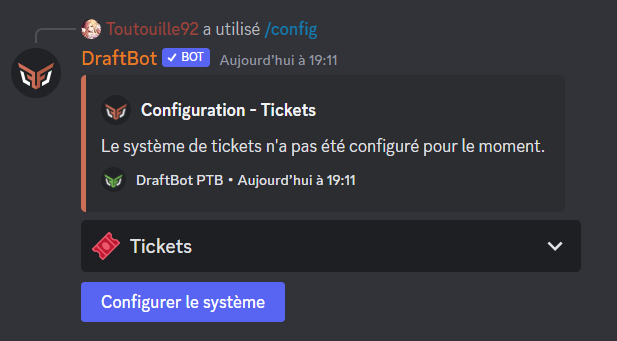 Toutouille92 a utilisé /config
DraftBot ✓ BOT Aujourd'hui à 19:11
Configuration - Tickets
Le système de tickets n'a pas été configuré pour le moment.
DraftBot PTB • Aujourd'hui à 19:11
Tickets
Configurer le système